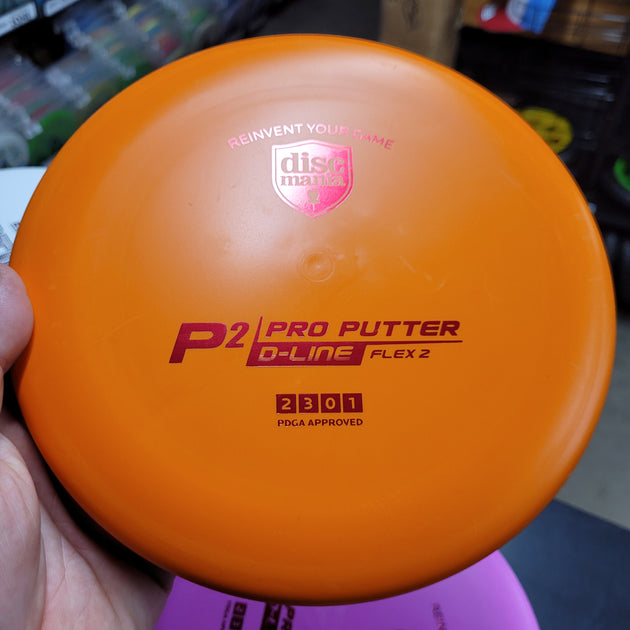 REINVENT YOUR GAME
disc
mania
P2 PRO PUTTER
D-LINE FLEX 2
2 3 0 1
PDGA APPROVED